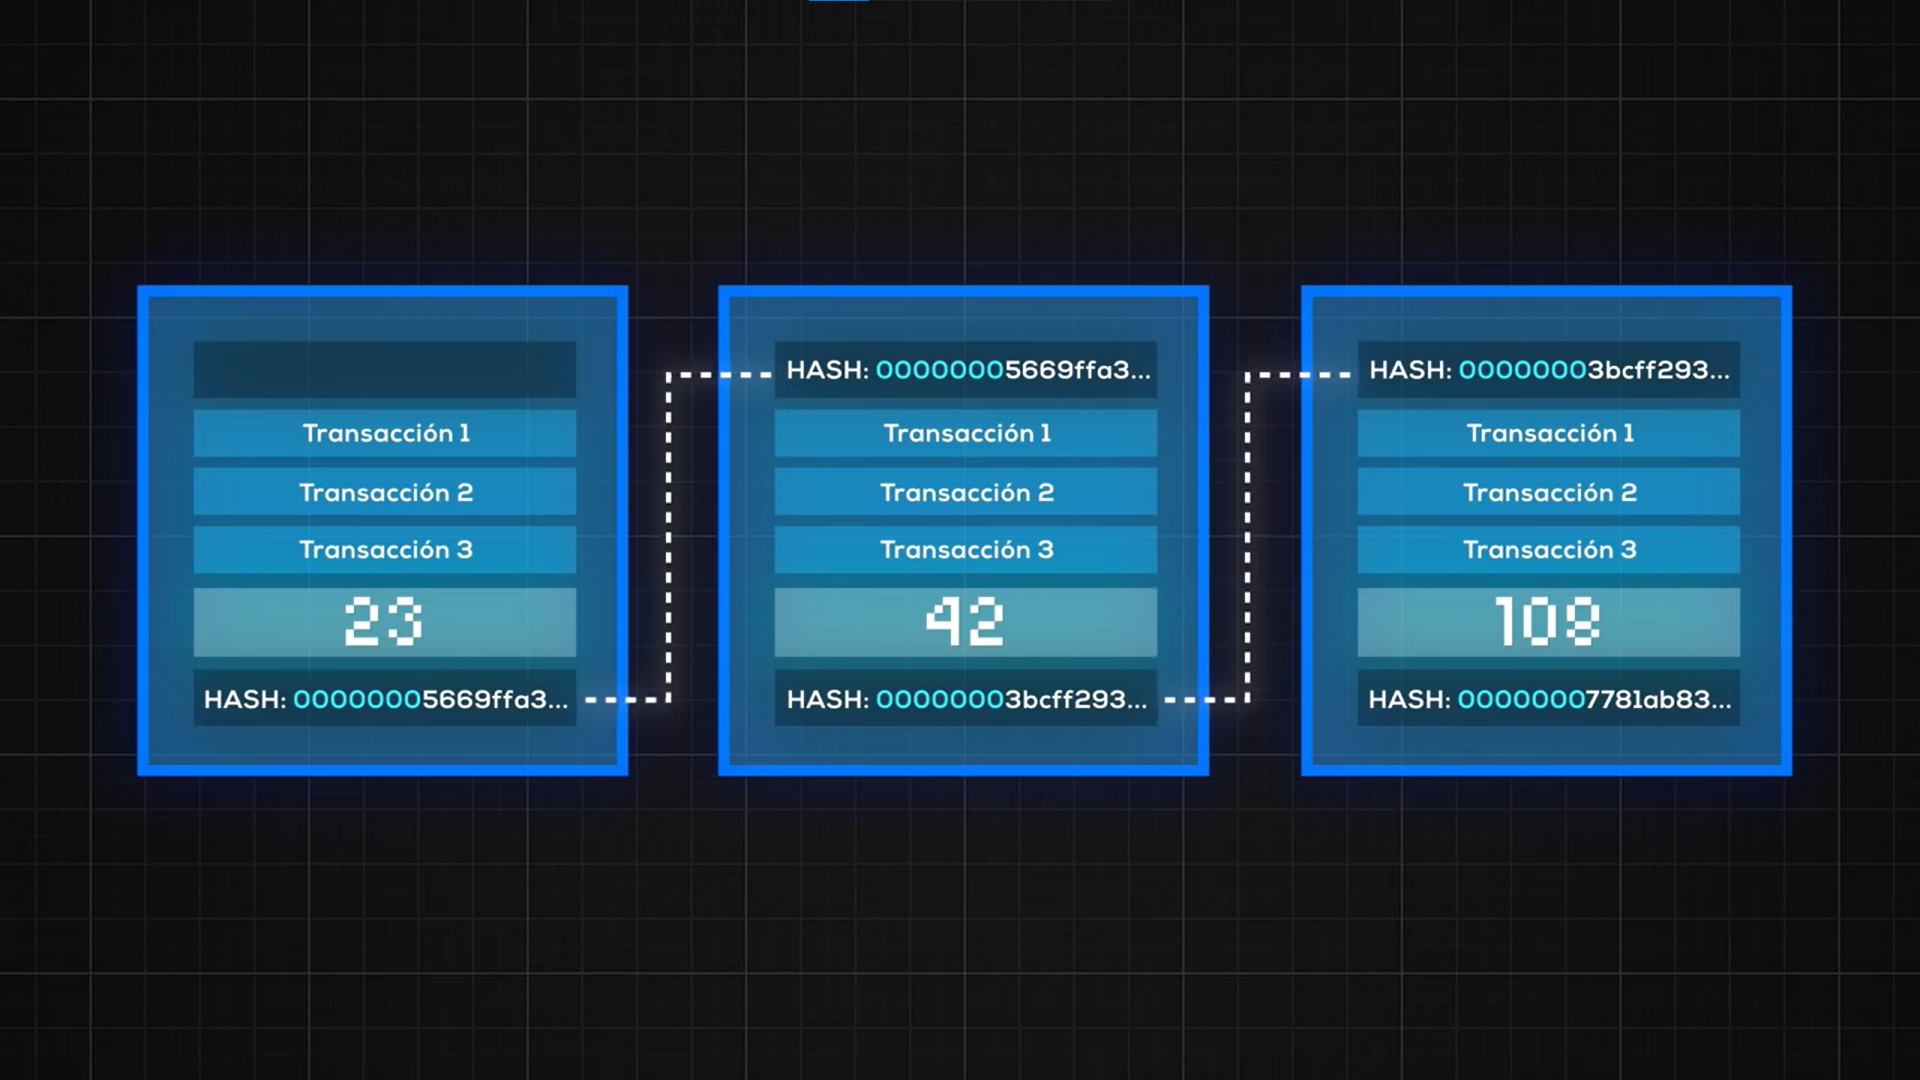 Transacción 1
Transacción 2
Transacción 3
23
HASH: 00000005669ffa3...
HASH: 00000005669ffa3...
Transacción 1
Transacción 2
Transacción 3
42
HASH: 00000003bcff293...
HASH: 00000003bcff293...
Transacción 1
Transacción 2
Transacción 3
108
HASH: 00000007781ab83...